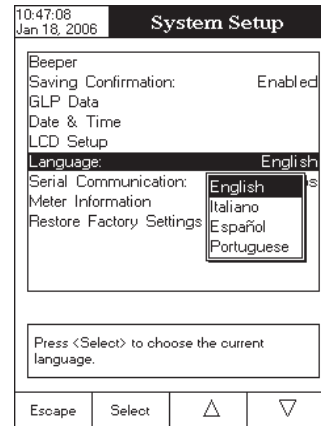 10:47:08
Jan 18, 2006
System Setup
Beeper
Saving Confirmation: Enabled
GLP Data
Date & Time
LCD Setup
Language: English
Serial Communication:
Meter Information
Restore Factory Settings
English
Italiano
Español
Portuguese
Press <Select> to choose the current
language.
Escape Select △ ▽